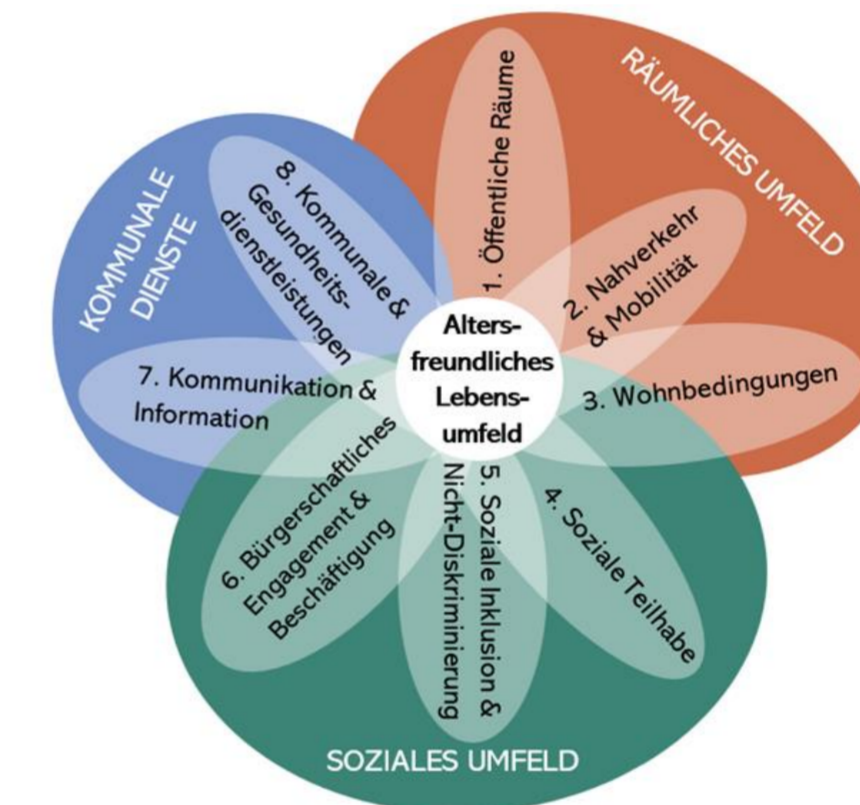 RÄUMLICHES UMFELD
1. Öffentliche Räume
2. Nahverkehr
& Mobilität
3. Wohnbedingungen
SOZIALES UMFELD
4. Soziale Teilhabe
5. Soziale Inklusion &
Nicht-Diskriminierung
6. Bürgerschaftliches
Engagement &
Beschäftigung
KOMMUNALE
DIENSTE
7. Kommunikation &
Information
8. Kommunale &
Gesundheits-
dienstleistungen
Alters-
freundliches
Lebens-
umfeld